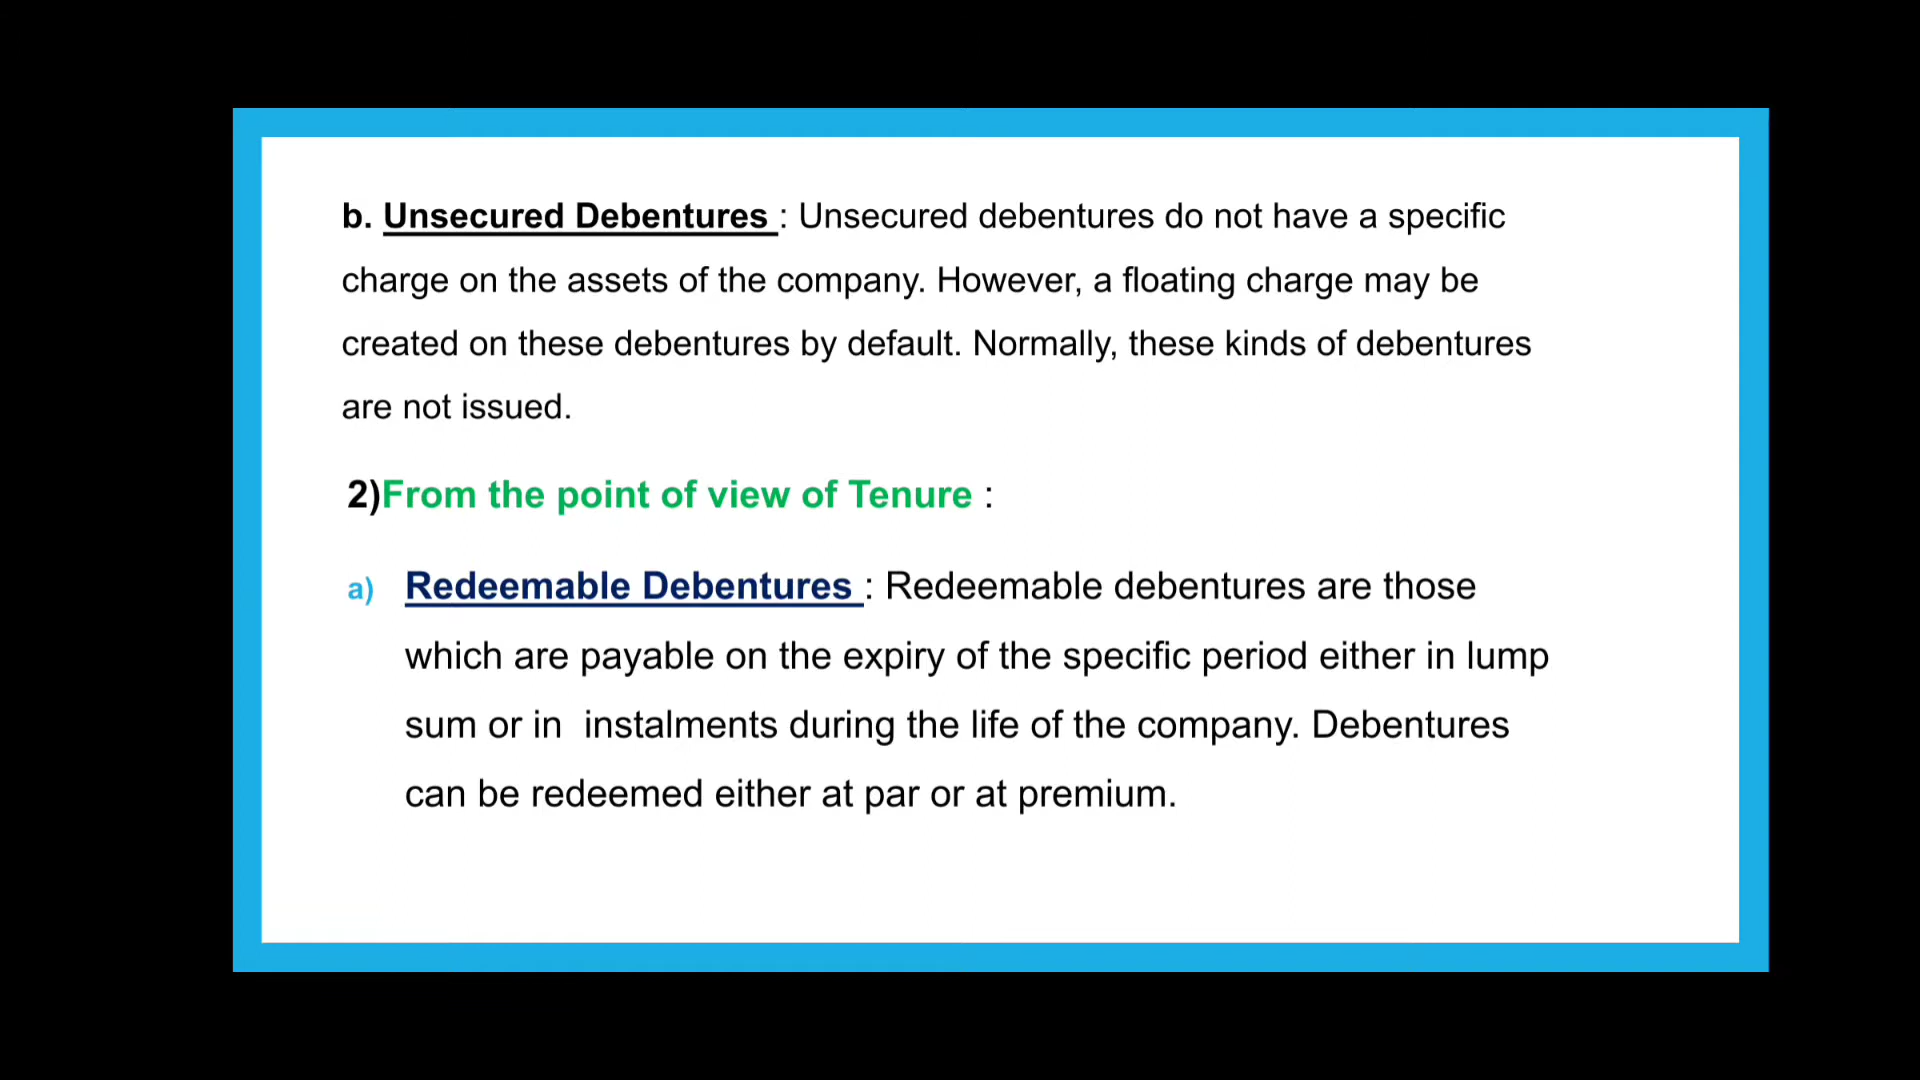 b. Unsecured Debentures : Unsecured debentures do not have a specific
charge on the assets of the company. However, a floating charge may be
created on these debentures by default. Normally, these kinds of debentures
are not issued.
2)From the point of view of Tenure :
a) Redeemable Debentures : Redeemable debentures are those
which are payable on the expiry of the specific period either in lump
sum or in  instalments during the life of the company. Debentures
can be redeemed either at par or at premium.